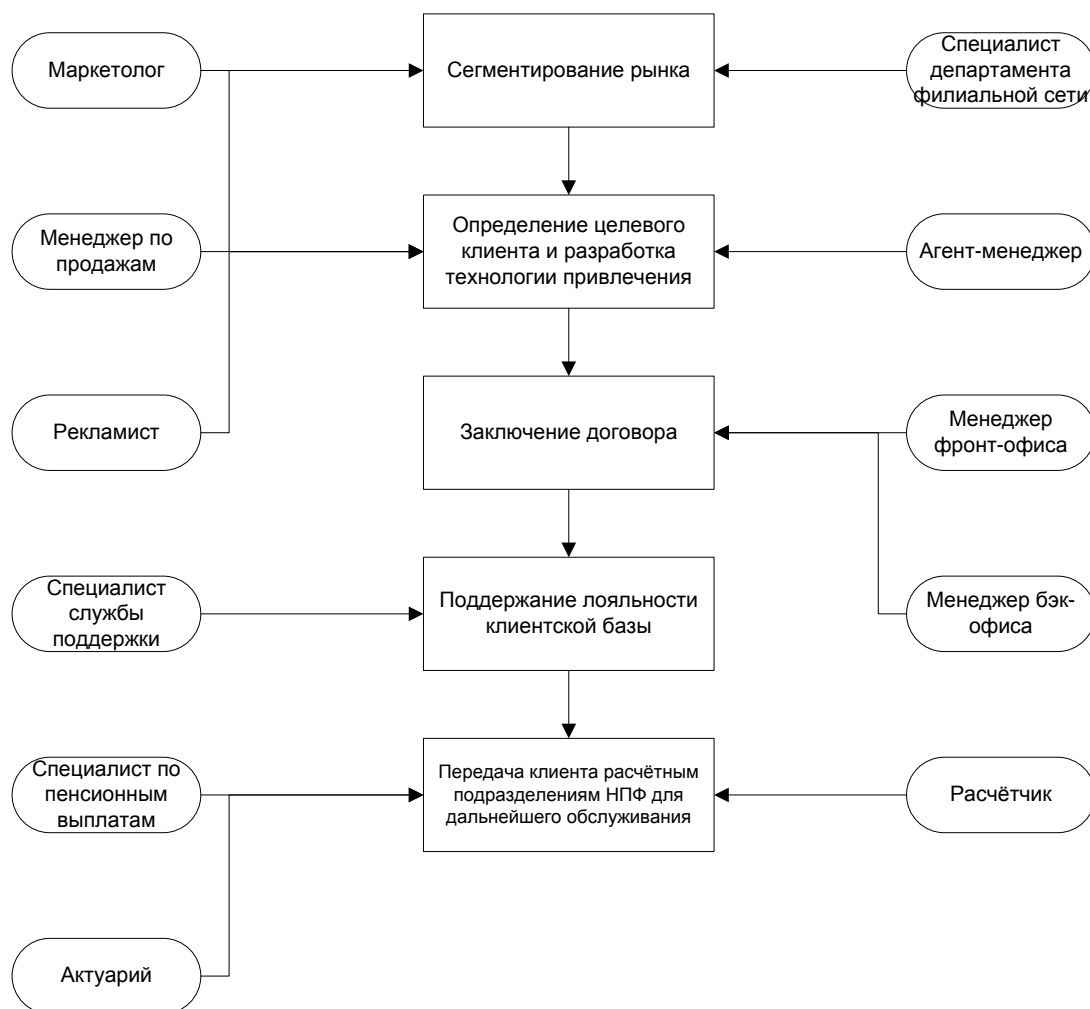 Маркетолог
Сегментирование рынка
Специалист
департамента
филиальной сети
Менеджер по
продажам
Определение целевого
клиента и разработка
технологии привлечения
Агент-менеджер
Рекламист
Заключение договора
Менеджер
фронт-офиса
Специалист
службы
поддержки
Поддержание лояльности
клиентской базы
Менеджер бэк-
офиса
Специалист по
пенсионным
выплатам
Передача клиента расчётным
подразделениям НПФ для
дальнейшего обслуживания
Расчётчик
Актуарий